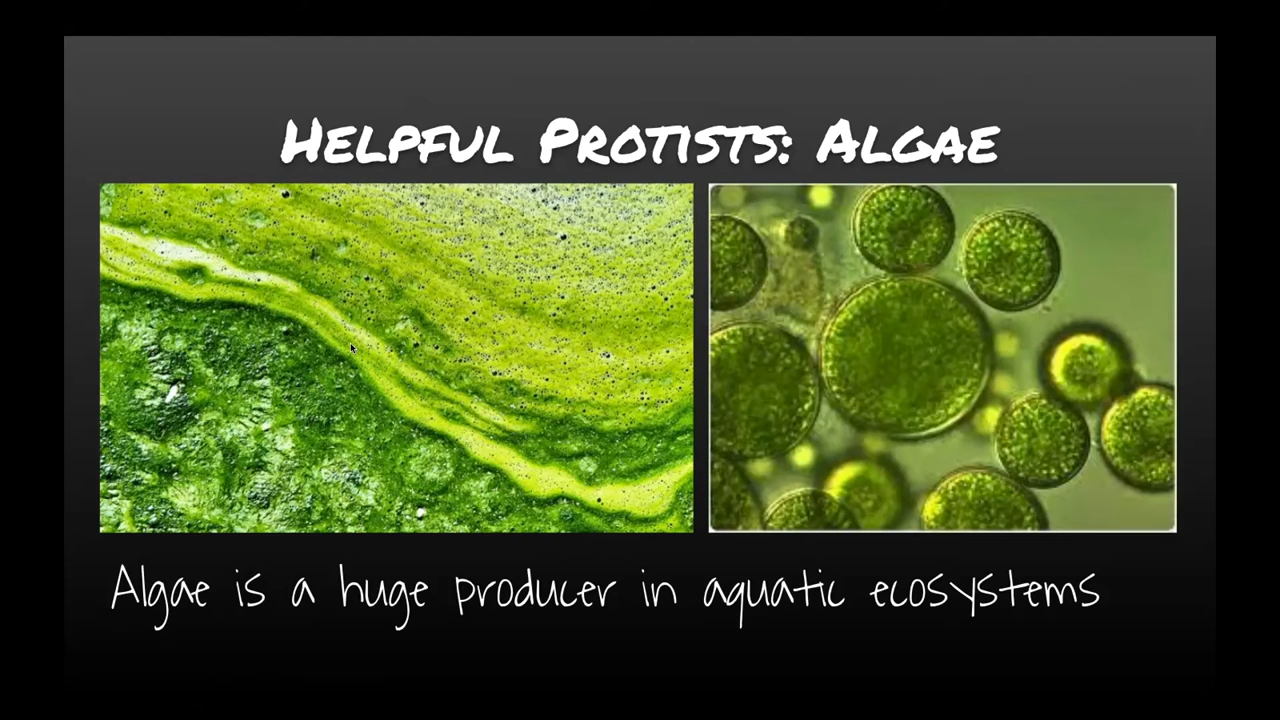 Helpful Protists: Algae
Algae is a huge producer in aquatic ecosystems